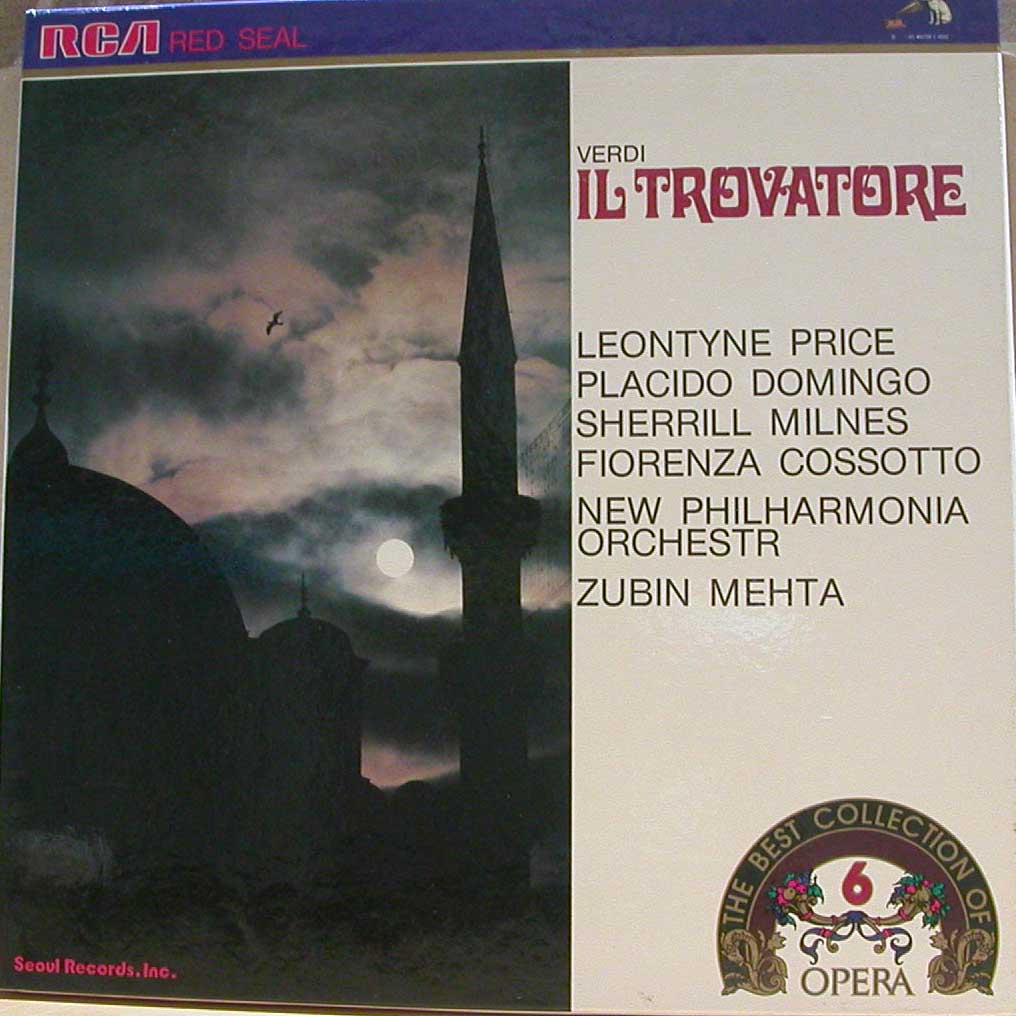 RCA RED SEAL
VERDI
IL TROVATORE
LEONTYNE PRICE
PLACIDO DOMINGO
SHERRILL MILNES
FIORENZA COSSOTTO
NEW PHILHARMONIA
ORCHESTR
ZUBIN MEHTA
THE BEST COLLECTION OF
6
OPERA
Seoul Records, Inc.